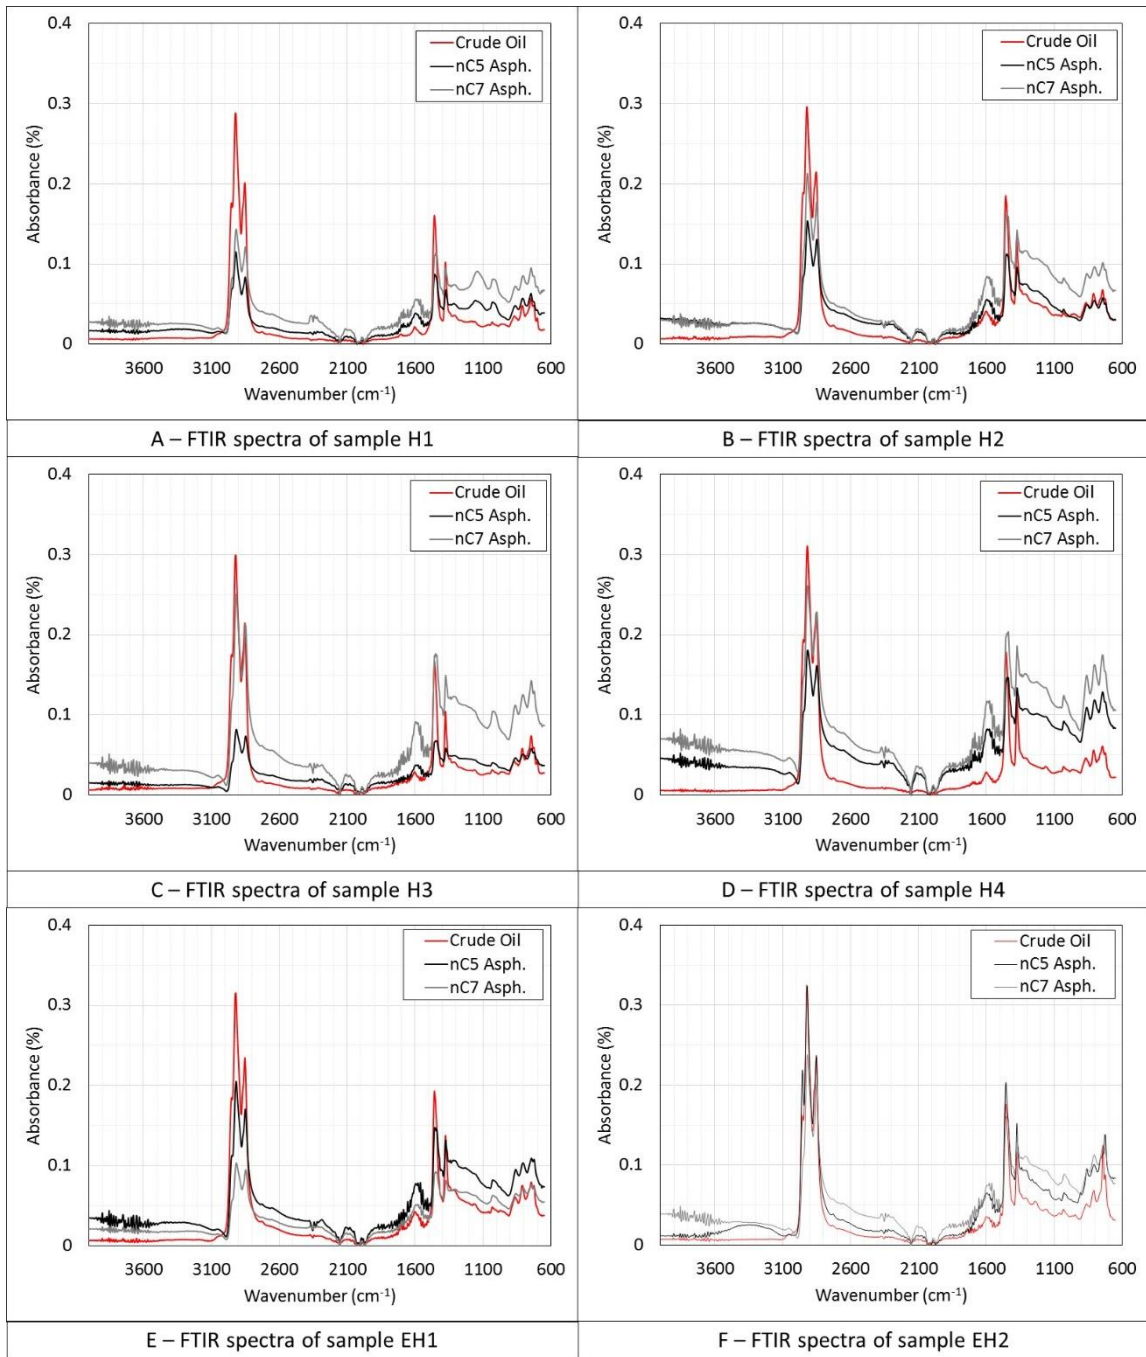 0.4
0.3
0.2
0.1
0
Absorbance (%)
Crude Oil
nC5 Asph.
nC7 Asph.
3600 3100 2600 2100 1600 1100 600
Wavenumber (cm⁻¹)
A – FTIR spectra of sample H1
0.4
0.3
0.2
0.1
0
Absorbance (%)
Crude Oil
nC5 Asph.
nC7 Asph.
3600 3100 2600 2100 1600 1100 600
Wavenumber (cm⁻¹)
B – FTIR spectra of sample H2
0.4
0.3
0.2
0.1
0
Absorbance (%)
Crude Oil
nC5 Asph.
nC7 Asph.
3600 3100 2600 2100 1600 1100 600
Wavenumber (cm⁻¹)
C – FTIR spectra of sample H3
0.4
0.3
0.2
0.1
0
Absorbance (%)
Crude Oil
nC5 Asph.
nC7 Asph.
3600 3100 2600 2100 1600 1100 600
Wavenumber (cm⁻¹)
D – FTIR spectra of sample H4
0.4
0.3
0.2
0.1
0
Absorbance (%)
Crude Oil
nC5 Asph.
nC7 Asph.
3600 3100 2600 2100 1600 1100 600
Wavenumber (cm⁻¹)
E – FTIR spectra of sample EH1
0.4
0.3
0.2
0.1
0
Absorbance (%)
Crude Oil
nC5 Asph.
nC7 Asph.
3600 3100 2600 2100 1600 1100 600
Wavenumber (cm⁻¹)
F – FTIR spectra of sample EH2